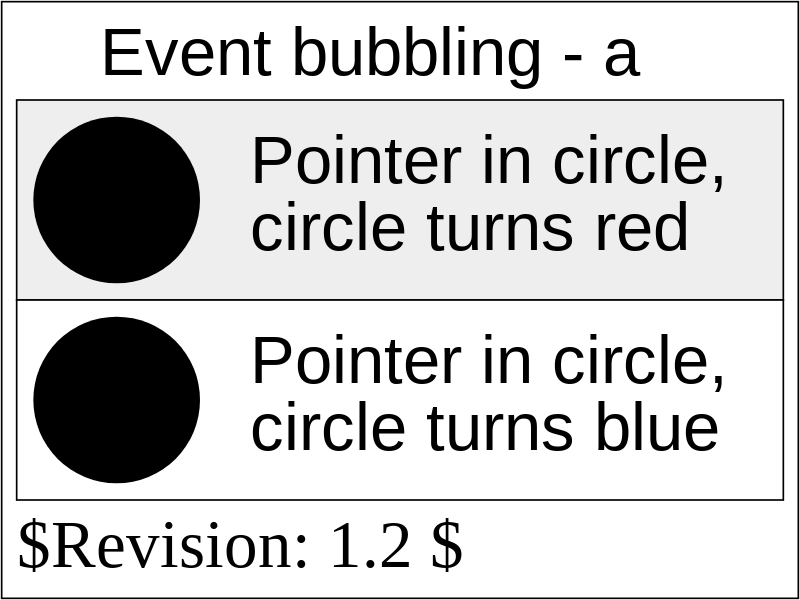 Event bubbling - a
Pointer in circle,
circle turns red
Pointer in circle,
circle turns blue
$Revision: 1.2 $